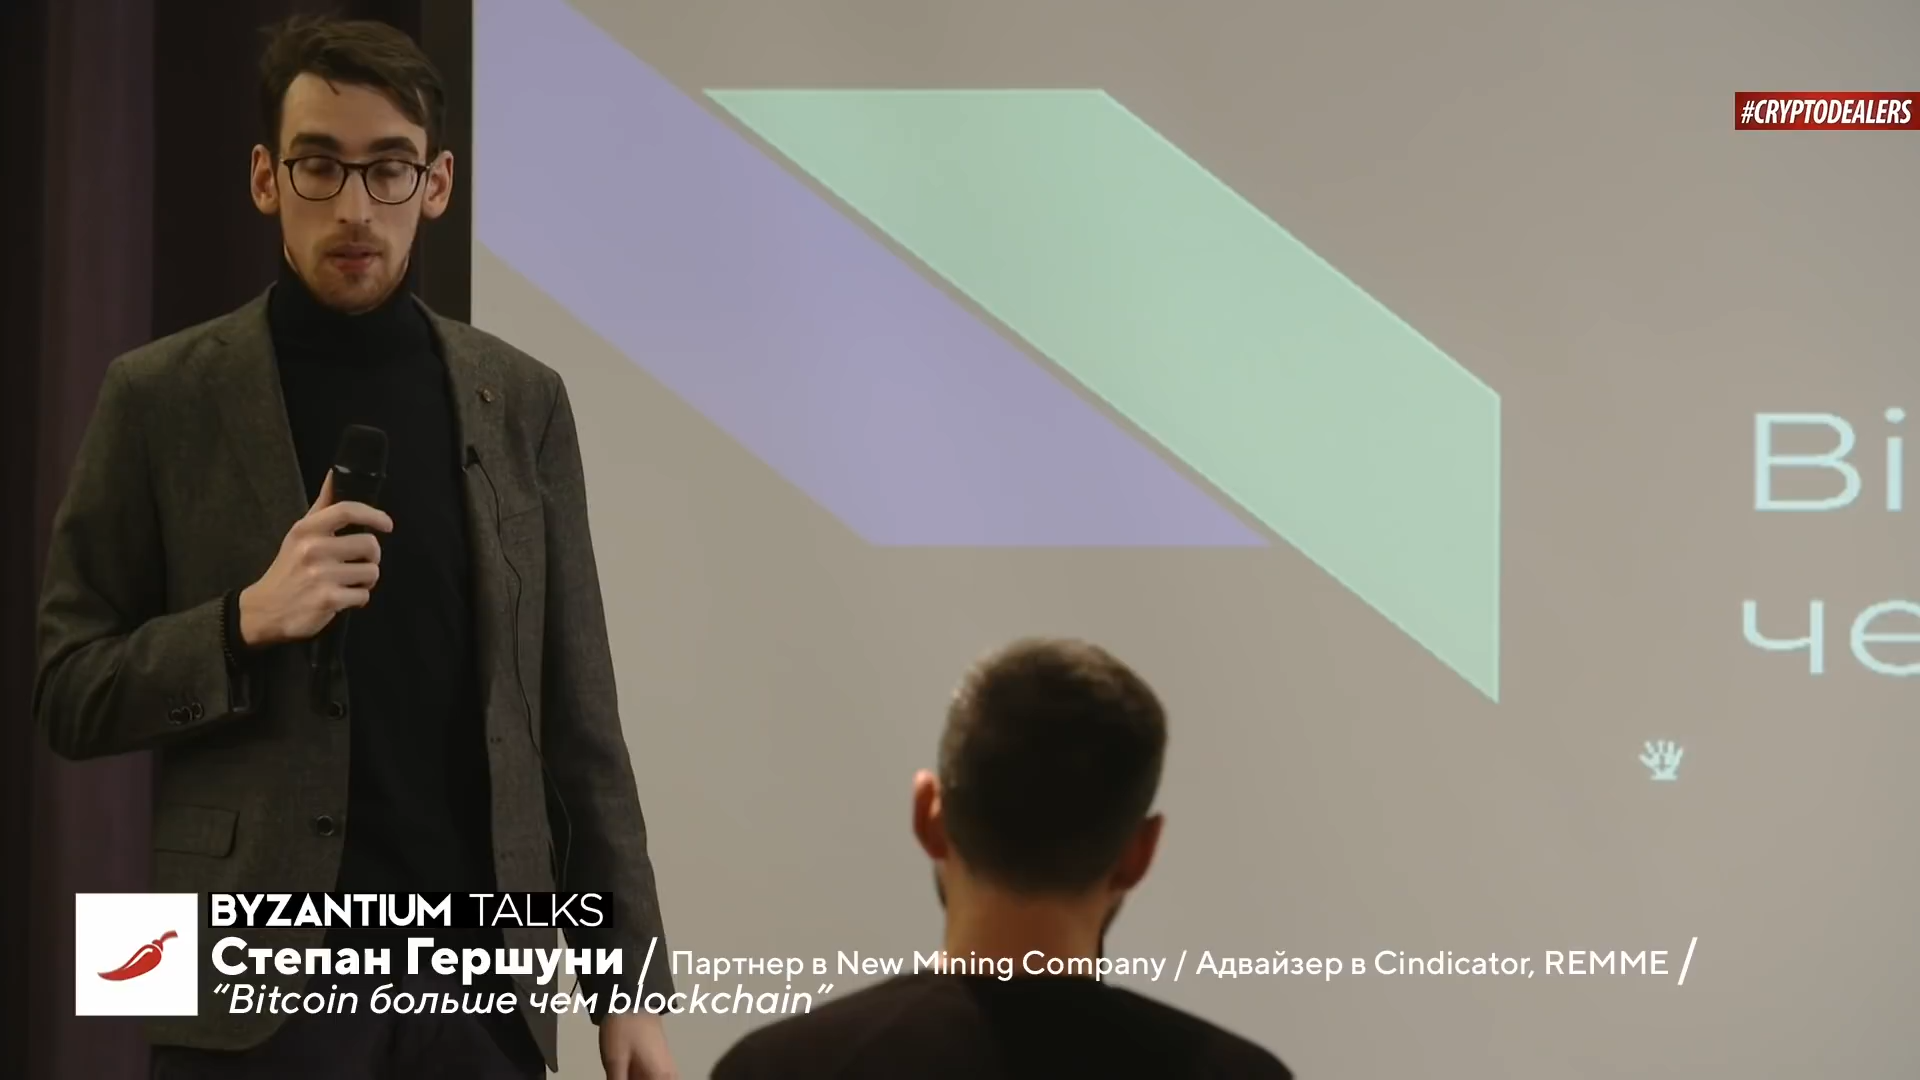 #CRYPTODEALERS
Bi
че
BYZANTIUM TALKS
Степан Гершуни / Партнер в New Mining Company / Адвайзер в Cindicator, REMME /
“Bitcoin больше чем blockchain”